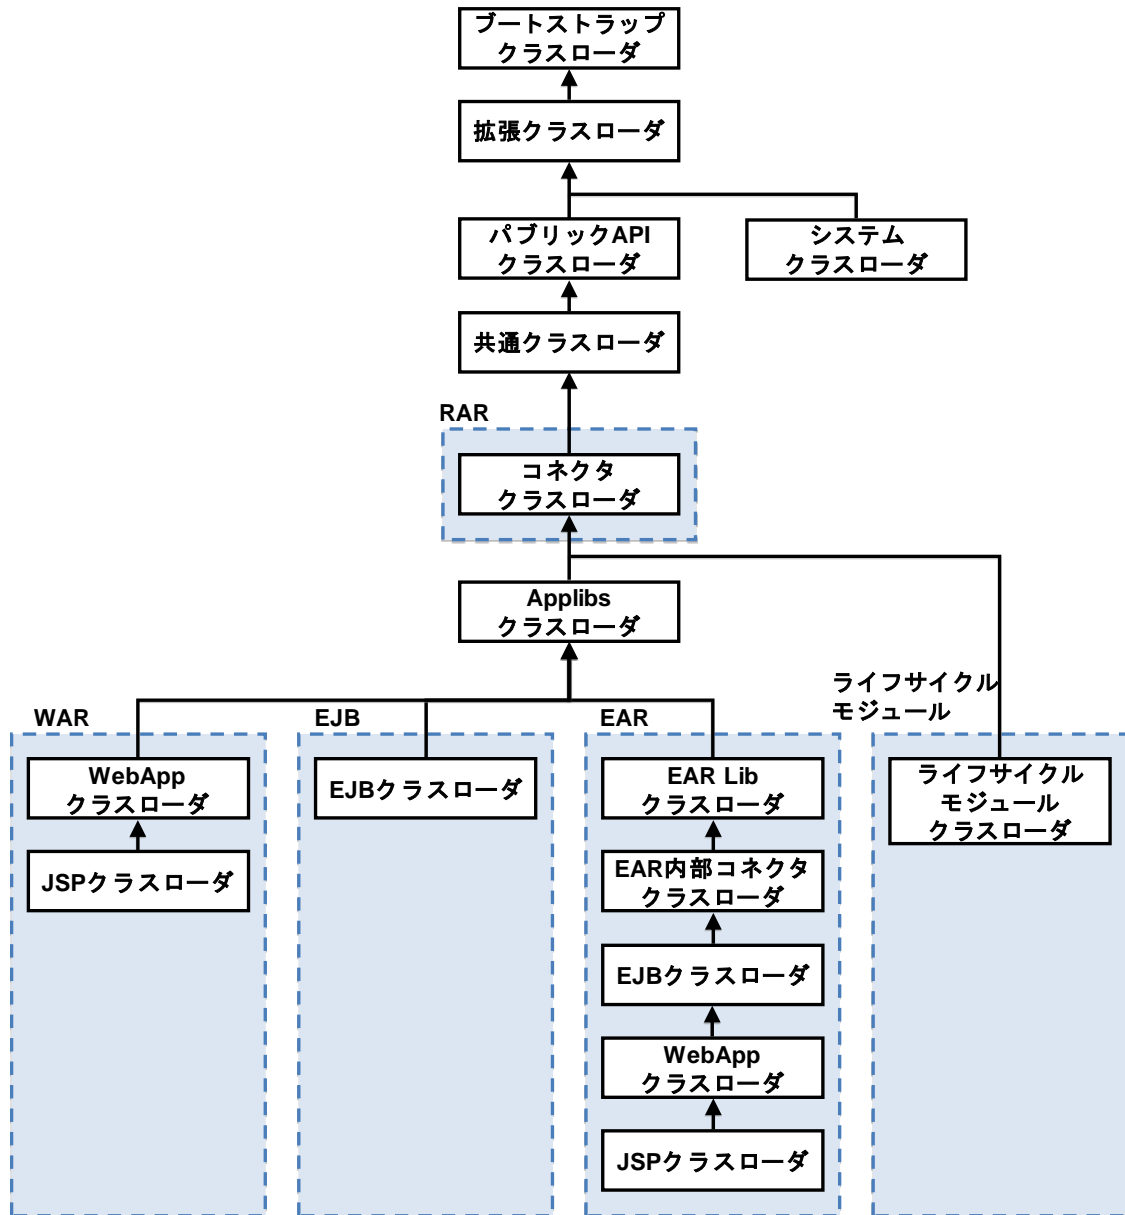 ブートストラップ
クラスローダ
拡張クラスローダ
パブリックAPI
クラスローダ
システム
クラスローダ
共通クラスローダ
RAR
コネクタ
クラスローダ
Applibs
クラスローダ
ライフサイクル
モジュール
WAR
EJB
EAR
WebApp
クラスローダ
JSPクラスローダ
EJBクラスローダ
EAR Lib
クラスローダ
EAR内部コネクタ
クラスローダ
EJBクラスローダ
WebApp
クラスローダ
JSPクラスローダ
ライフサイクル
モジュール
クラスローダ